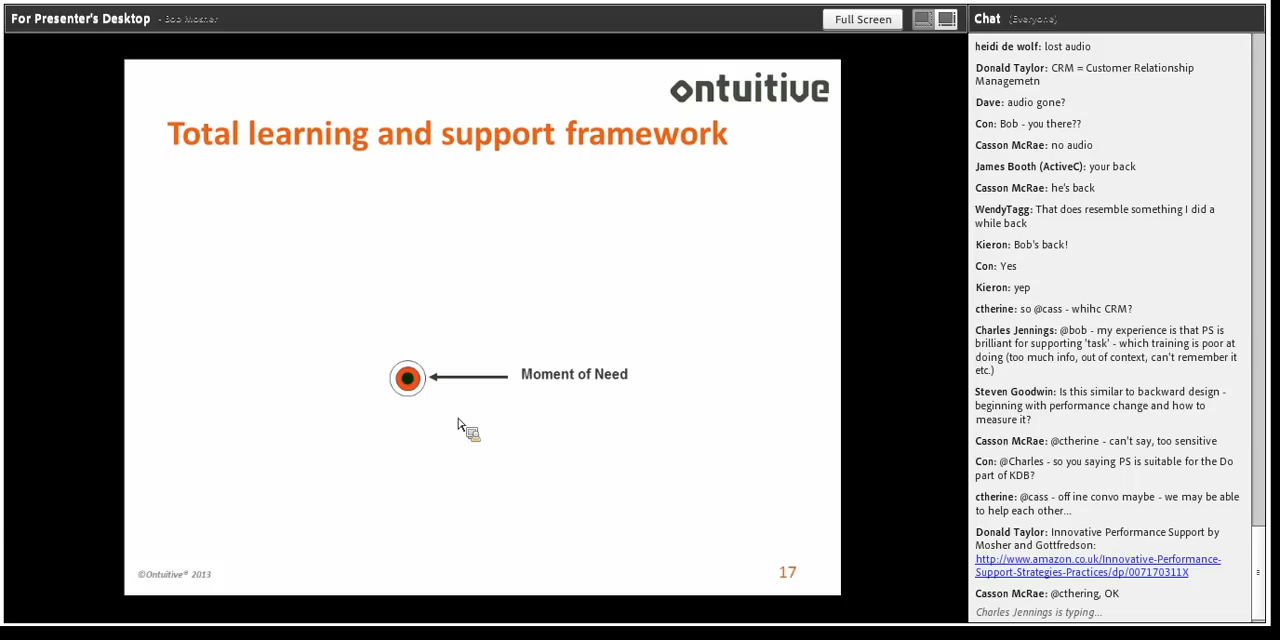 For Presenter's Desktop - Bob Mosher
Full Screen
ontuitive
Total learning and support framework
Moment of Need
©Ontuitive® 2013
17
Chat (Everyone)
heidi de wolf: lost audio
Donald Taylor: CRM = Customer Relationship
Managemetn
Dave: audio gone?
Con: Bob - you there??
Casson McRae: no audio
James Booth (ActiveC): your back
Casson McRae: he's back
WendyTagg: That does resemble something I did a
while back
Kieron: Bob's back!
Con: Yes
Kieron: yep
ctherine: so @cass - whihc CRM?
Charles Jennings: @bob - my experience is that PS is
brilliant for supporting 'task' - which training is poor at
doing (too much info, out of context, can't remember it
etc.)
Steven Goodwin: Is this similar to backward design -
beginning with performance change and how to
measure it?
Casson McRae: @ctherine - can't say, too sensitive
Con: @Charles - so you saying PS is suitable for the Do
part of KDB?
ctherine: @cass - off ine convo maybe - we may be able
to help each other...
Donald Taylor: Innovative Performance Support by
Mosher and Gottfredson:
http://www.amazon.co.uk/Innovative-Performance-
Support-Strategies-Practices/dp/007170311X
Casson McRae: @cthering, OK
Charles Jennings is typing...